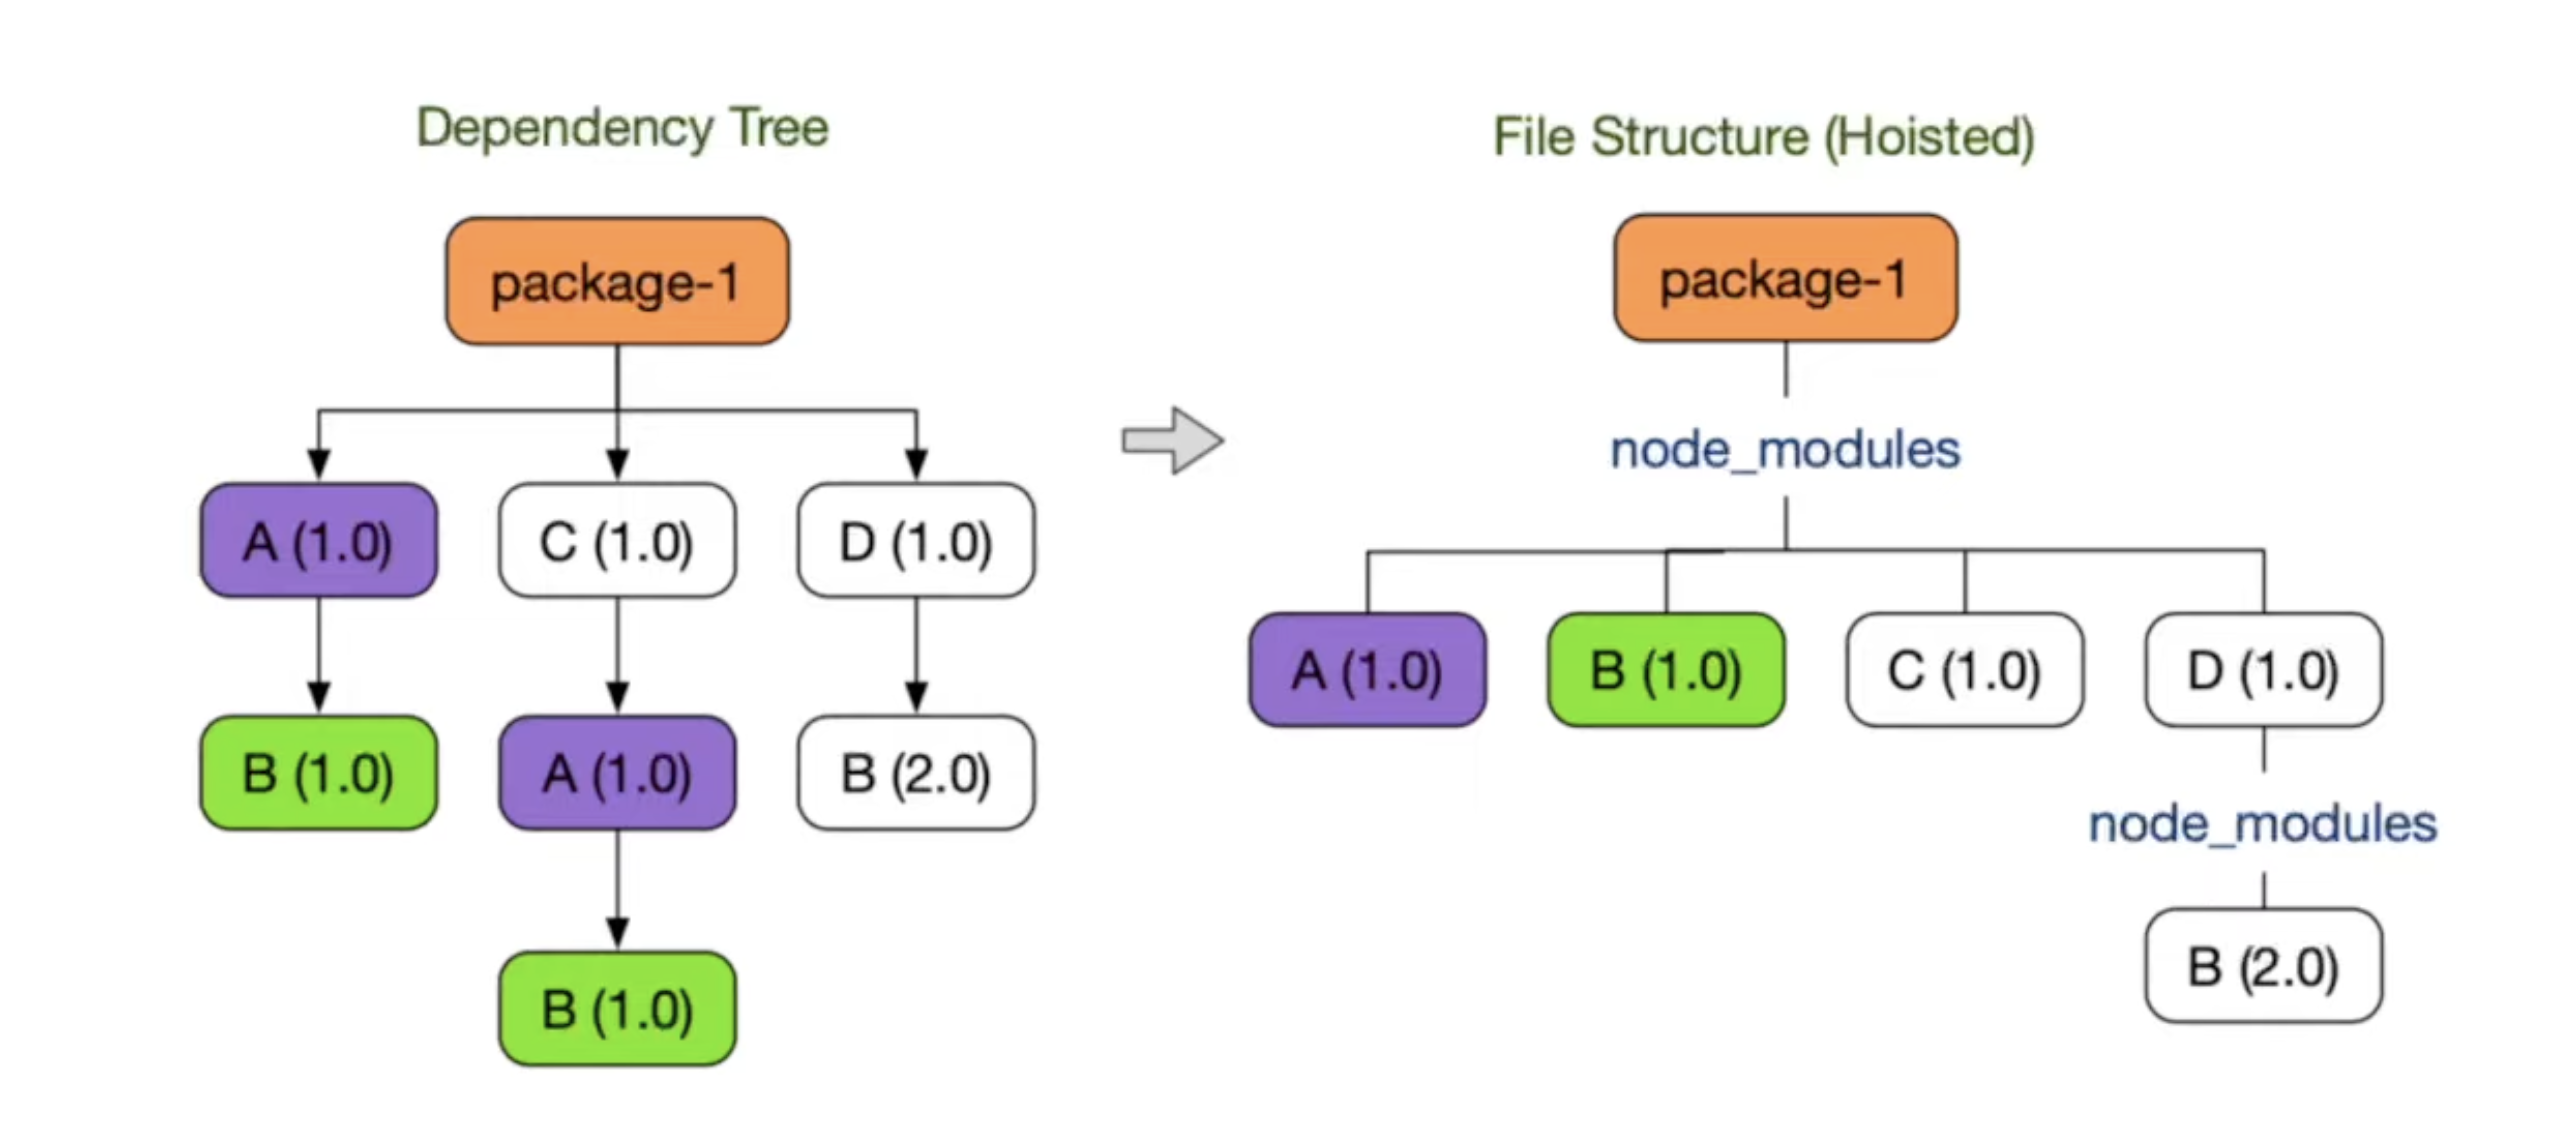 Dependency Tree
package-1
A (1.0)
C (1.0)
D (1.0)
B (1.0)
A (1.0)
B (2.0)
B (1.0)
File Structure (Hoisted)
package-1
node_modules
A (1.0)
B (1.0)
C (1.0)
D (1.0)
node_modules
B (2.0)